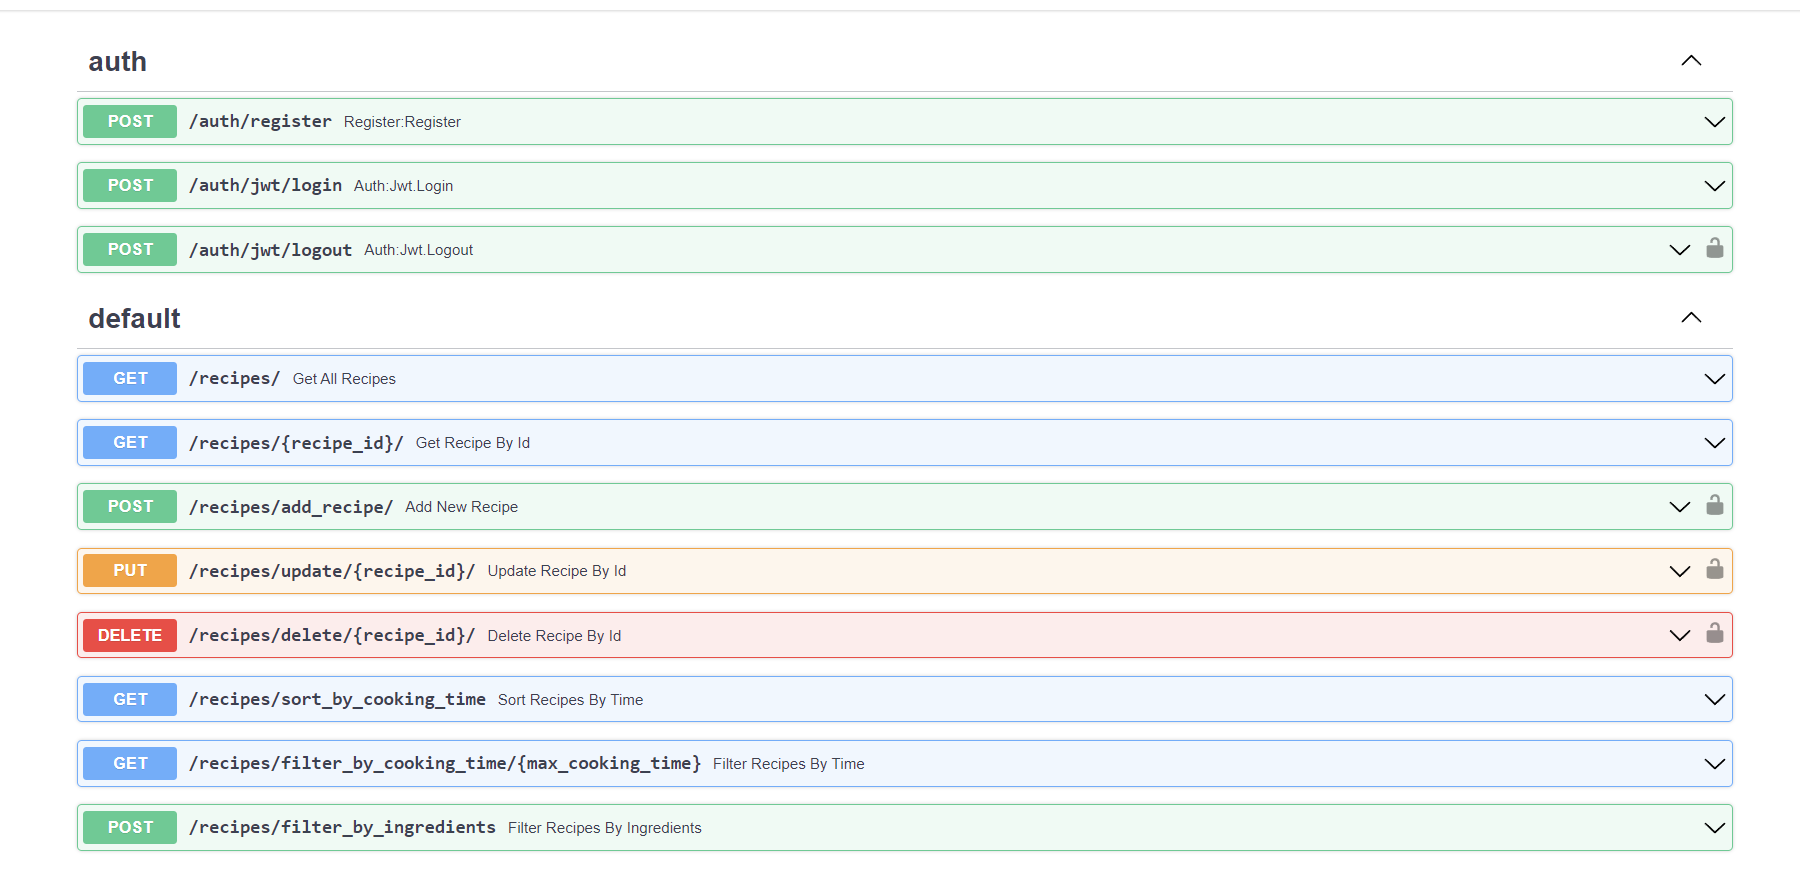 auth
POST /auth/register Register:Register
POST /auth/jwt/login Auth:Jwt.Login
POST /auth/jwt/logout Auth:Jwt.Logout
default
GET /recipes/ Get All Recipes
GET /recipes/{recipe_id}/ Get Recipe By Id
POST /recipes/add_recipe/ Add New Recipe
PUT /recipes/update/{recipe_id}/ Update Recipe By Id
DELETE /recipes/delete/{recipe_id}/ Delete Recipe By Id
GET /recipes/sort_by_cooking_time Sort Recipes By Time
GET /recipes/filter_by_cooking_time/{max_cooking_time} Filter Recipes By Time
POST /recipes/filter_by_ingredients Filter Recipes By Ingredients